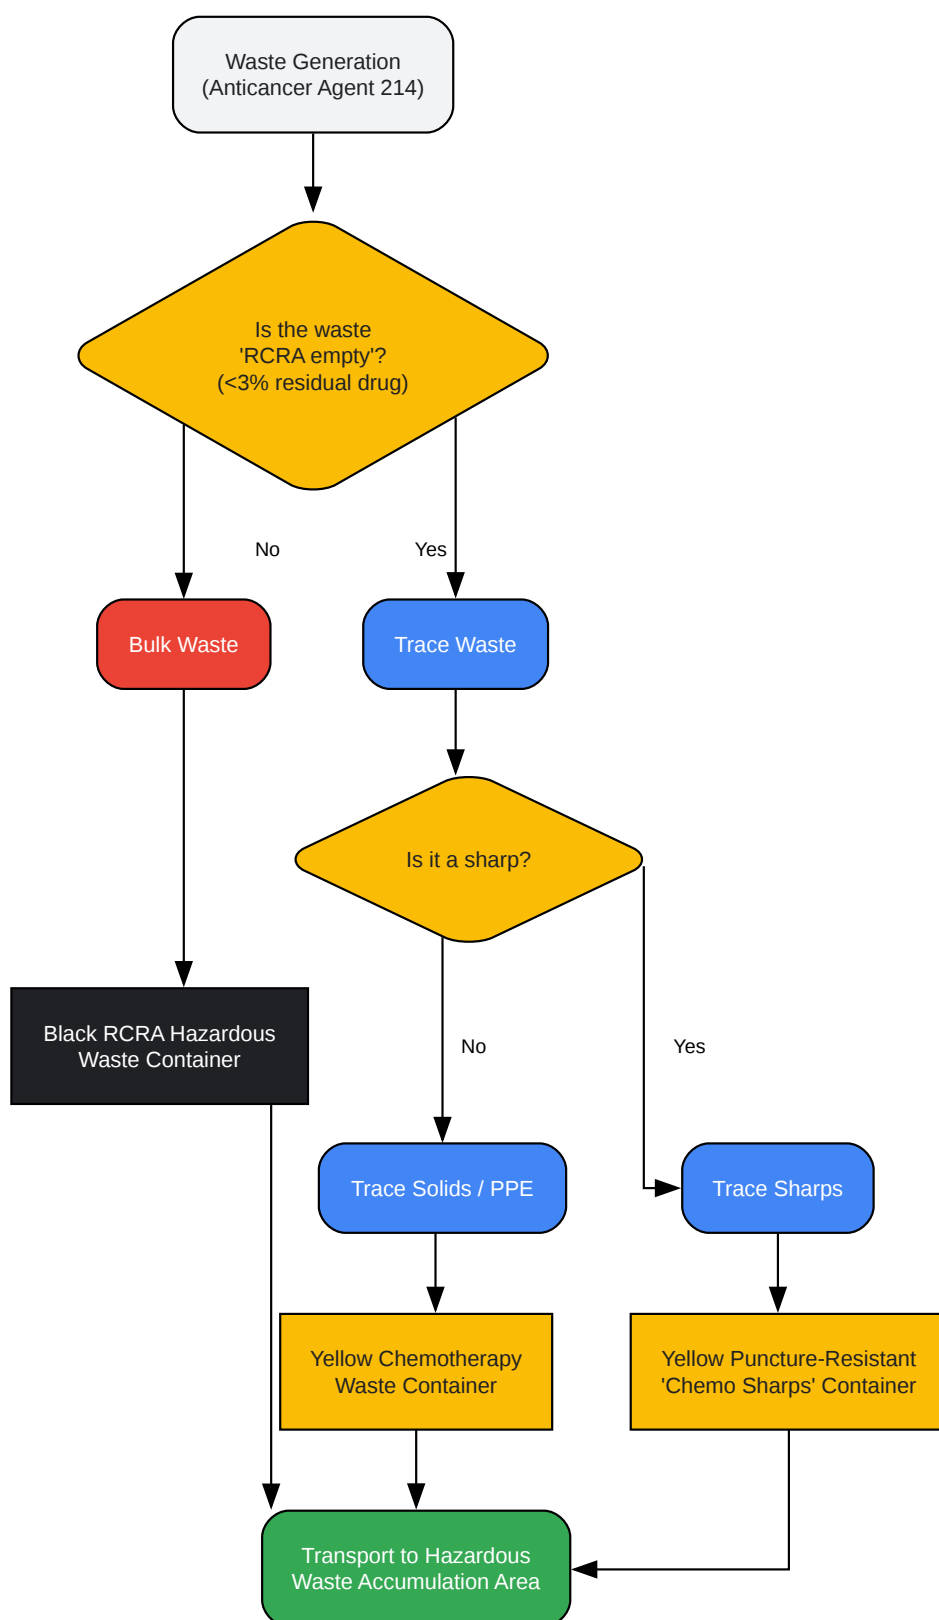 Waste Generation
(Anticancer Agent 214)
Is the waste
'RCRA empty'?
(<3% residual drug)
No
Yes
Bulk Waste
Trace Waste
Is it a sharp?
Black RCRA Hazardous
Waste Container
No
Yes
Trace Solids / PPE
Trace Sharps
Yellow Chemotherapy
Waste Container
Yellow Puncture-Resistant
'Chemo Sharps' Container
Transport to Hazardous
Waste Accumulation Area